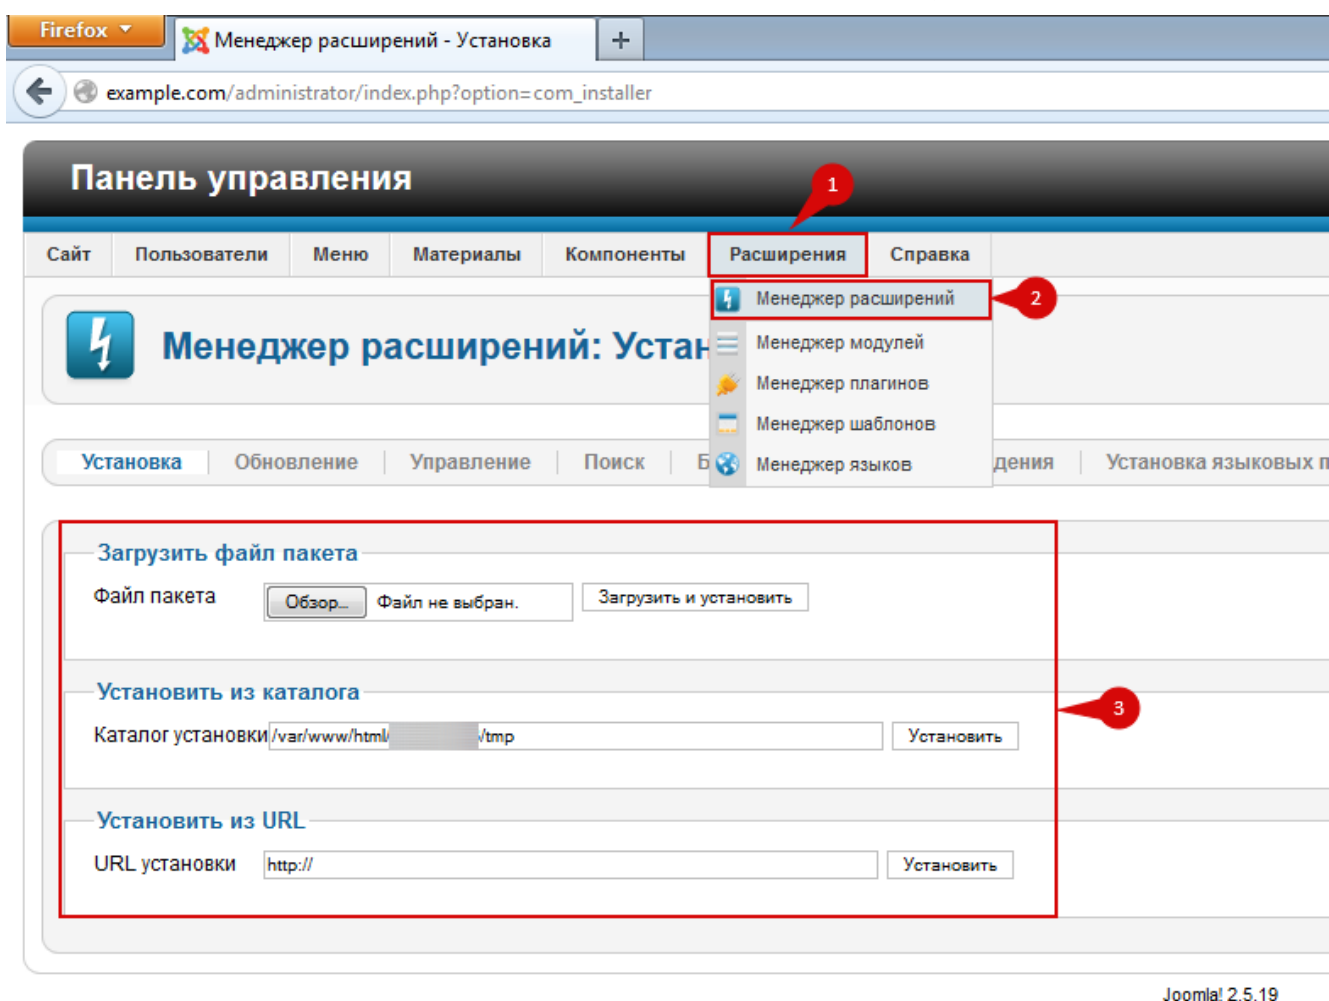 Firefox
Менеджер расширений - Установка
example.com/administrator/index.php?option=com_installer
Панель управления
1
Сайт Пользователи Меню Материалы Компоненты Расширения Справка
Менеджер расширений 2
Менеджер расширений: Устан
Менеджер модулей
Менеджер плагинов
Менеджер шаблонов
Менеджер языков
Установка Обновление Управление Поиск Б дения Установка языковых п
Загрузить файл пакета
Файл пакета Обзор... Файл не выбран. Загрузить и установить
Установить из каталога
3
Каталог установки /var/www/html/ /tmp Установить
Установить из URL
URL установки http:// Установить
Joomla! 2.5.19